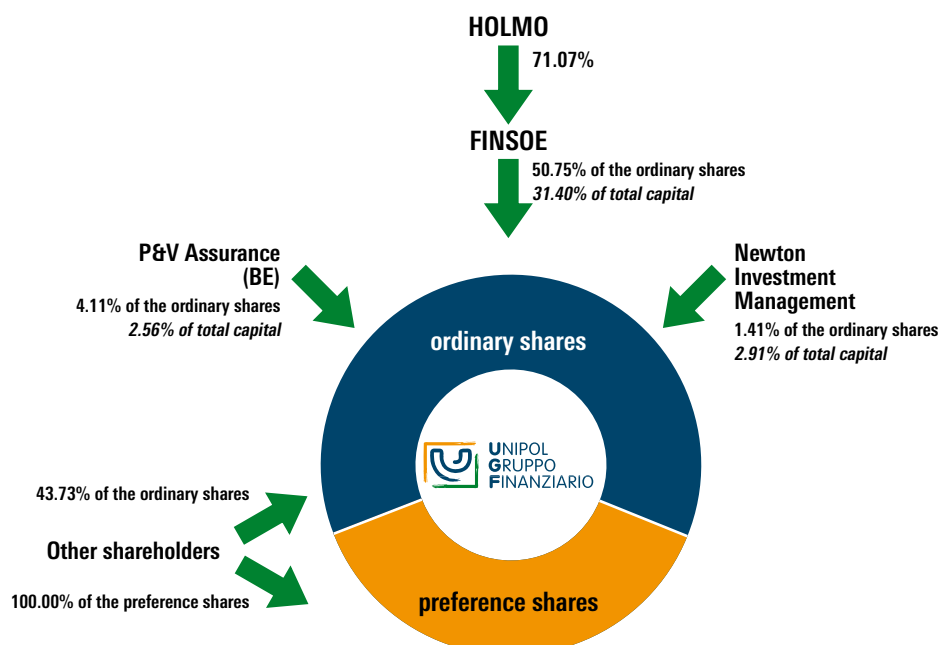 HOLMO
71.07%
FINSOE
50.75% of the ordinary shares
31.40% of total capital
P&V Assurance
(BE)
4.11% of the ordinary shares
2.56% of total capital
Newton
Investment
Management
1.41% of the ordinary shares
2.91% of total capital
ordinary shares
UNIPOL
GRUPPO
FINANZIARIO
43.73% of the ordinary shares
Other shareholders
100.00% of the preference shares
preference shares